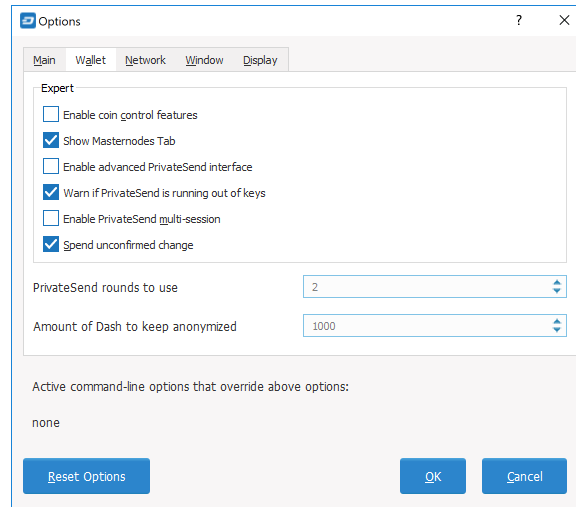 Options
Main Wallet Network Window Display
Expert
Enable coin control features
Show Masternodes Tab
Enable advanced PrivateSend interface
Warn if PrivateSend is running out of keys
Enable PrivateSend multi-session
Spend unconfirmed change
PrivateSend rounds to use 2
Amount of Dash to keep anonymized 1000
Active command-line options that override above options:
none
Reset Options OK Cancel